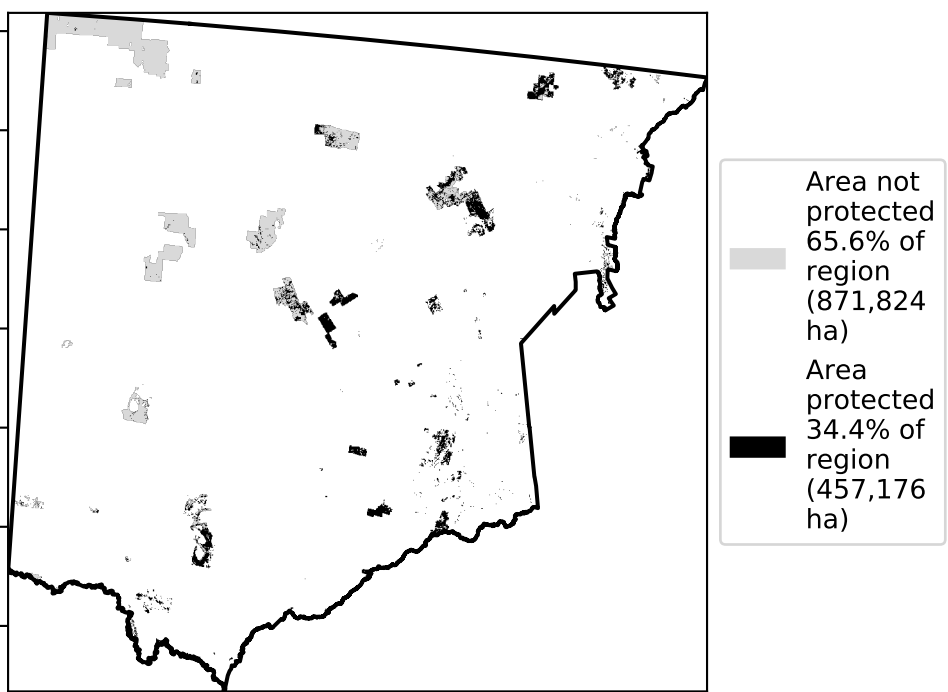 Area not
protected
65.6% of
region
(871,824
ha)
Area
protected
34.4% of
region
(457,176
ha)